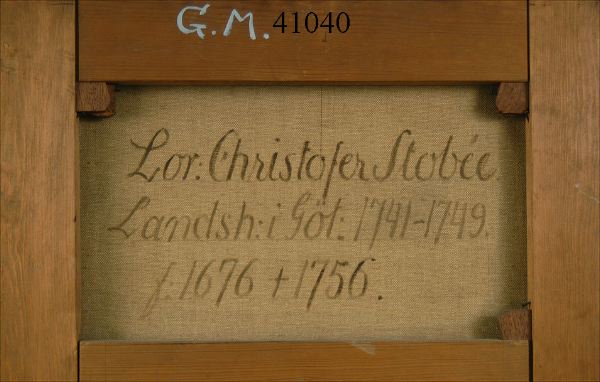 G.M. 41040
Lor: Christofer Stobée
Landsh: i Göt: 1741-1749.
f: 1676 + 1756.